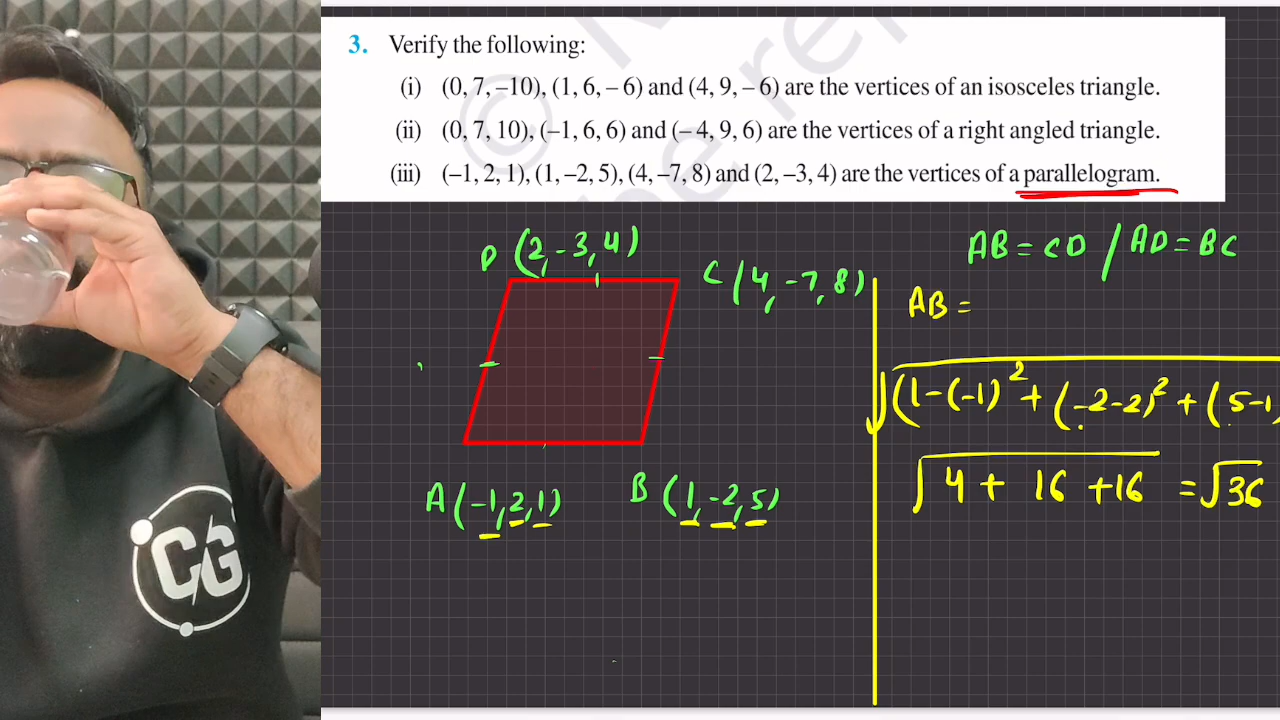 3. Verify the following:
(i) (0, 7, –10), (1, 6, – 6) and (4, 9, – 6) are the vertices of an isosceles triangle.
(ii) (0, 7, 10), (–1, 6, 6) and (– 4, 9, 6) are the vertices of a right angled triangle.
(iii) (–1, 2, 1), (1, –2, 5), (4, –7, 8) and (2, –3, 4) are the vertices of a parallelogram.
D (2, -3, 4)
C (4, -7, 8)
A (-1, 2, 1)
B (1, -2, 5)
AB = CD / AD = BC
AB =
√(1-(-1)² + (-2-2)² + (5-1
√4 + 16 + 16 = √36
CG